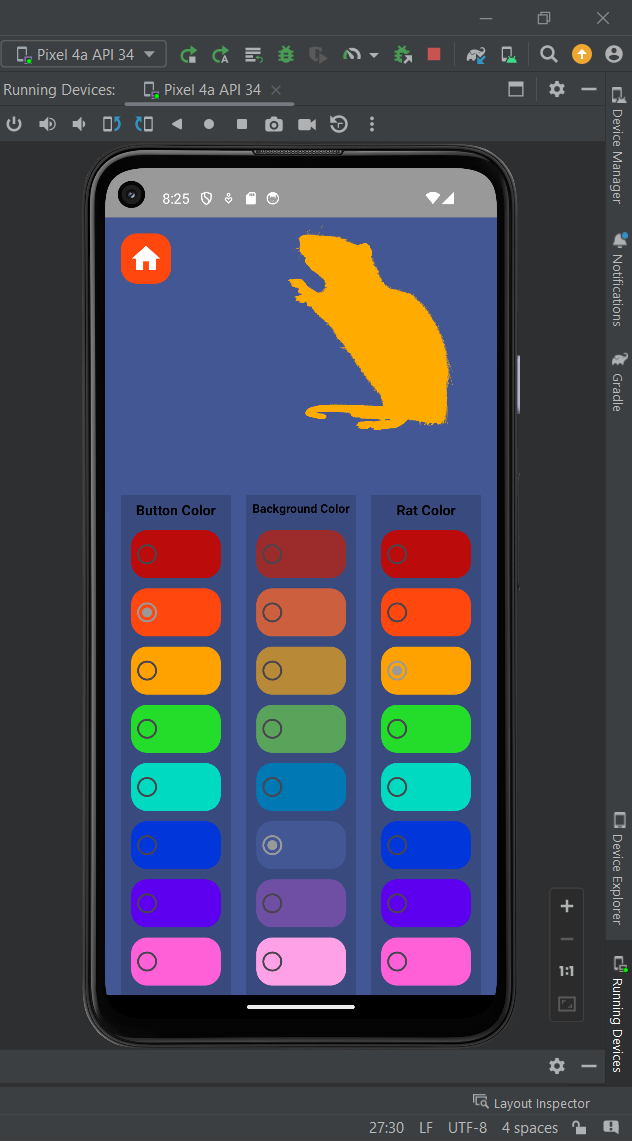 Pixel 4a API 34
Running Devices: Pixel 4a API 34
Device Manager
Notifications
Gradle
8:25
Button Color
Background Color
Rat Color
1:1
Device Explorer
Running Devices
Layout Inspector
27:30 LF UTF-8 4 spaces